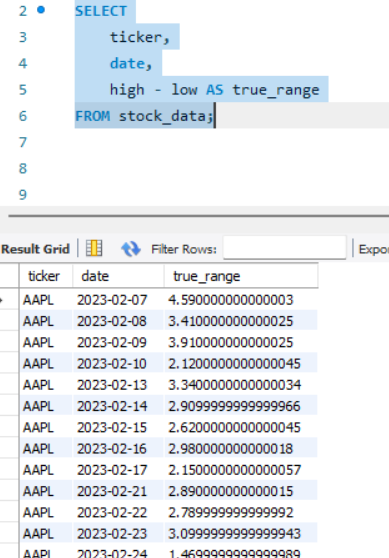 2 SELECT
3 ticker,
4 date,
5 high - low AS true_range
6 FROM stock_data;
7
8
9
Result Grid Filter Rows: Expor
ticker date true_range
AAPL 2023-02-07 4.590000000000003
AAPL 2023-02-08 3.410000000000025
AAPL 2023-02-09 3.910000000000025
AAPL 2023-02-10 2.1200000000000045
AAPL 2023-02-13 3.3400000000000034
AAPL 2023-02-14 2.9099999999999966
AAPL 2023-02-15 2.6200000000000045
AAPL 2023-02-16 2.980000000000018
AAPL 2023-02-17 2.1500000000000057
AAPL 2023-02-21 2.890000000000015
AAPL 2023-02-22 2.789999999999992
AAPL 2023-02-23 3.0999999999999943
AAPL 2023-02-24 1.4699999999999989